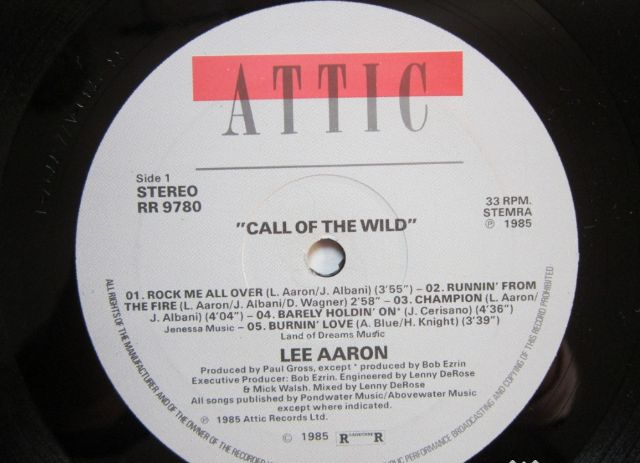 ATTIC
Side 1
STEREO
RR 9780
33 RPM.
STEMRA
℗ 1985
"CALL OF THE WILD"
01. ROCK ME ALL OVER (L. Aaron/J. Albani) (3'55") – 02. RUNNIN' FROM
THE FIRE (L. Aaron/J. Albani/D. Wagner) 2'58" – 03. CHAMPION (L. Aaron/
J. Albani) (4'04") – 04. BARELY HOLDIN' ON* (J. Cerisano) (4'36")
Jenessa Music – 05. BURNIN' LOVE (A. Blue/H. Knight) (3'39")
Land of Dreams Music
LEE AARON
Produced by Paul Gross, except * produced by Bob Ezrin
Executive Producer: Bob Ezrin. Engineered by Lenny DeRose
& Mick Walsh. Mixed by Lenny DeRose
All songs published by Pondwater Music/Abovewater Music
except where indicated.
℗ 1985 Attic Records Ltd.
© 1985 ROADRUNNER
ALL RIGHTS OF THE MANUFACTURER AND OF THE OWNER OF THE RECORDED
PUBLIC PERFORMANCE BROADCASTING AND COPYING OF THIS RECORD PROHIBITED